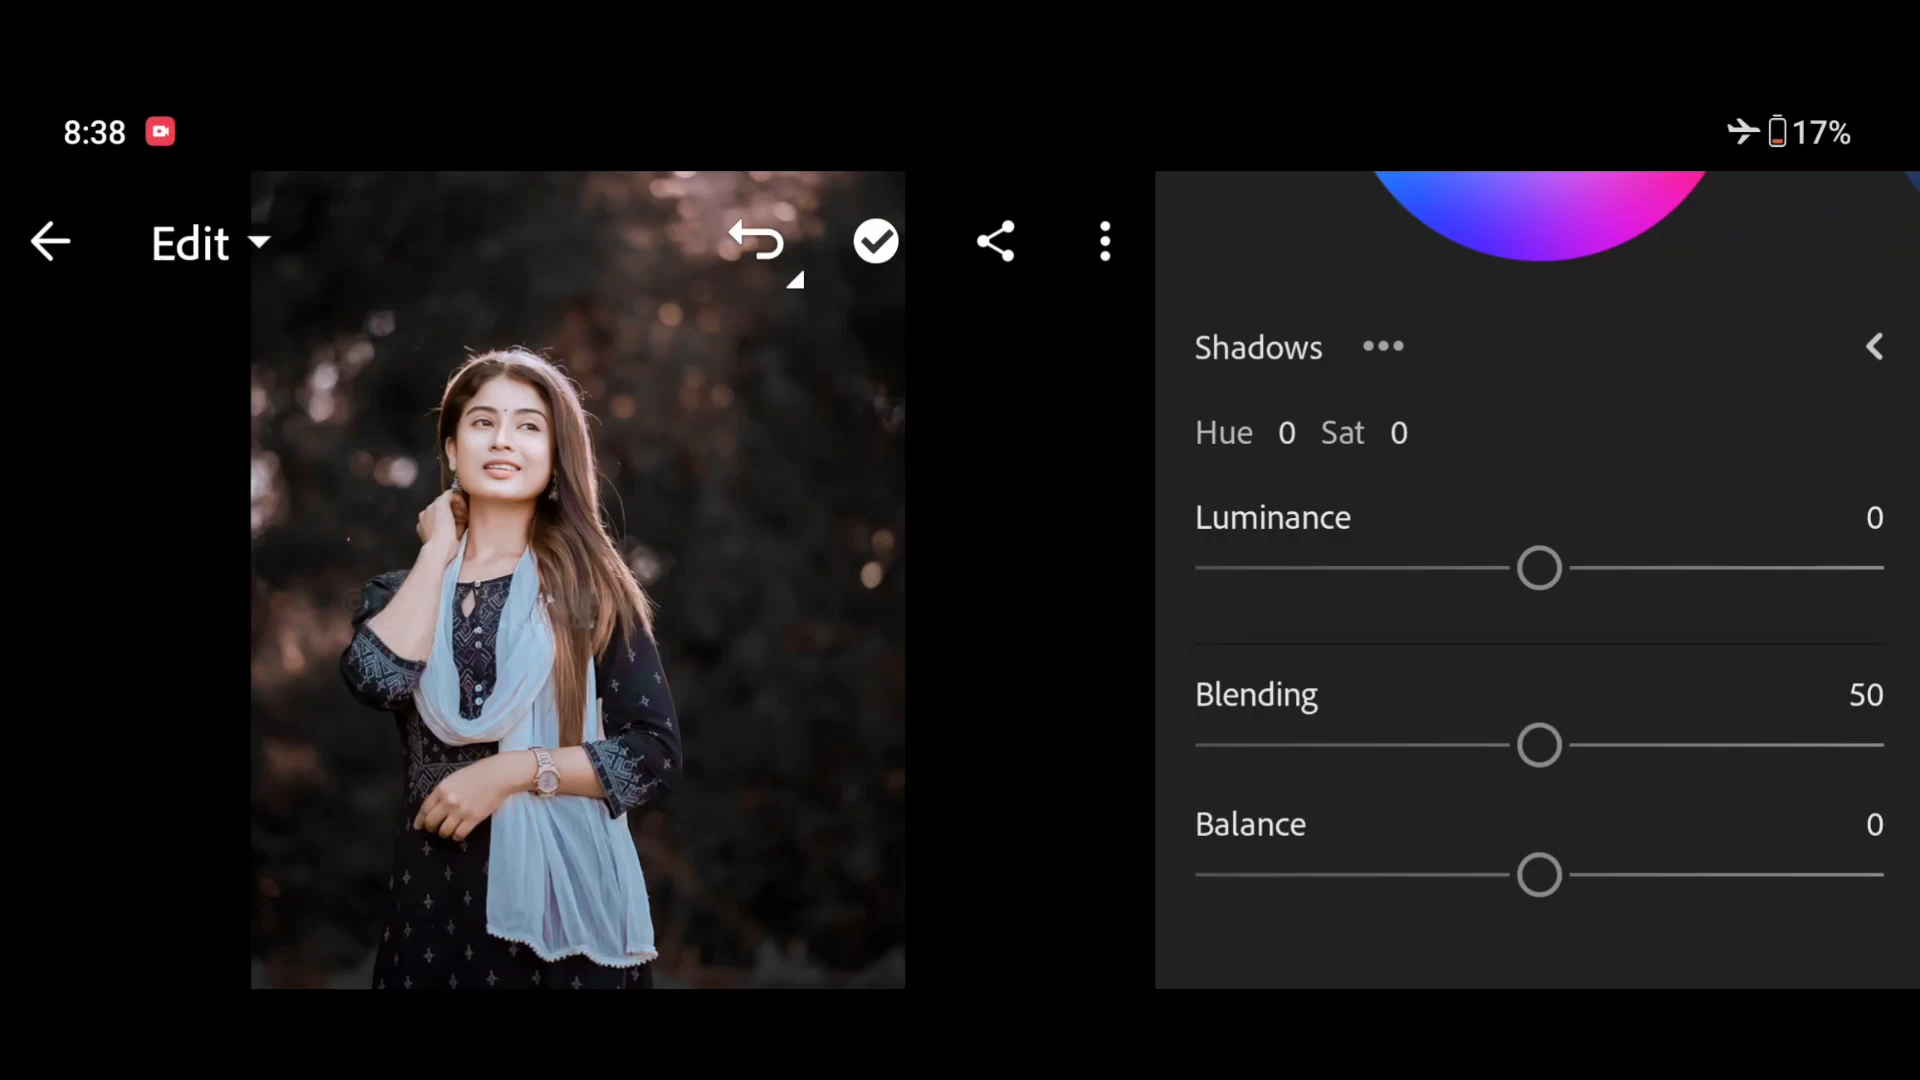 8:38
17%
Edit
Shadows
Hue 0 Sat 0
Luminance 0
Blending 50
Balance 0